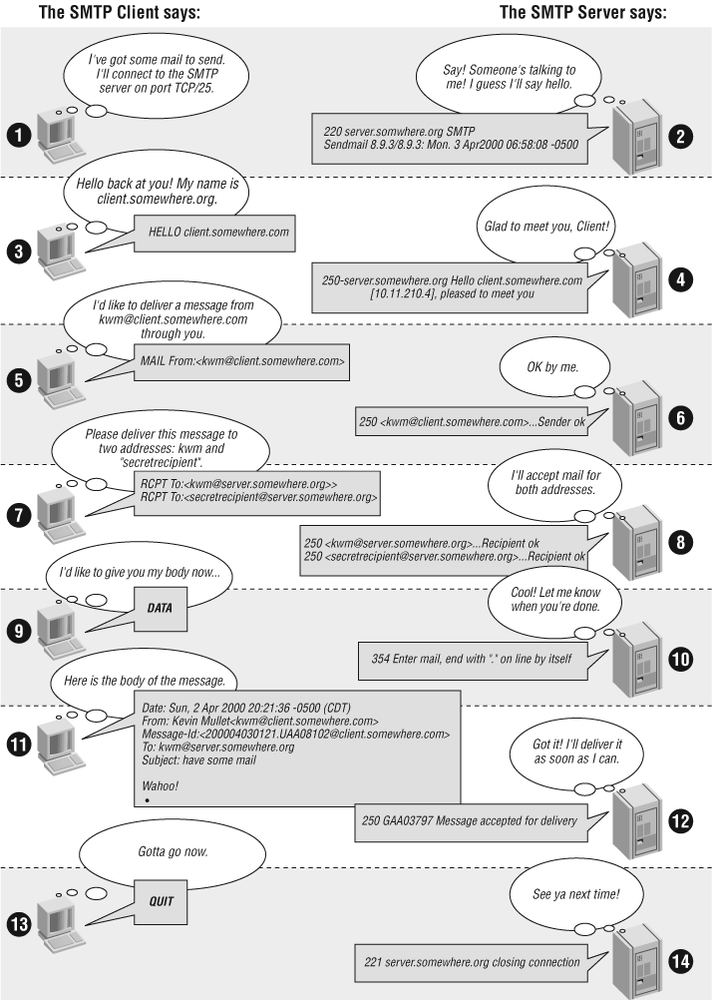 The SMTP Client says:
The SMTP Server says:
I've got some mail to send.
I'll connect to the SMTP
server on port TCP/25.
1
Say! Someone's talking to
me! I guess I'll say hello.
220 server.somwhere.org SMTP
Sendmail 8.9.3/8.9.3: Mon. 3 Apr2000 06:58:08 -0500
2
Hello back at you! My name is
client.somewhere.org.
HELLO client.somewhere.com
3
Glad to meet you, Client!
250-server.somewhere.org Hello client.somewhere.com
[10.11.210.4], pleased to meet you
4
I'd like to deliver a message from
kwm@client.somewhere.com
through you.
MAIL From:<kwm@client.somewhere.com>
5
OK by me.
250 <kwm@client.somewhere.com>...Sender ok
6
Please deliver this message to
two addresses: kwm and
"secretrecipient".
RCPT To:<kwm@server.somewhere.org>>
RCPT To:<secretrecipient@server.somewhere.org>
7
I'll accept mail for
both addresses.
250 <kwm@server.somewhere.org>...Recipient ok
250 <secretrecipient@server.somewhere.org>...Recipient ok
8
I'd like to give you my body now...
DATA
9
Cool! Let me know
when you're done.
354 Enter mail, end with "." on line by itself
10
Here is the body of the message.
Date: Sun, 2 Apr 2000 20:21:36 -0500 (CDT)
From: Kevin Mullet<kwm@client.somewhere.com>
Message-Id:<200004030121.UAA08102@client.somewhere.com>
To: kwm@server.somewhere.org
Subject: have some mail
Wahoo!
•
11
Got it! I'll deliver it
as soon as I can.
250 GAA03797 Message accepted for delivery
12
Gotta go now.
QUIT
13
See ya next time!
221 server.somewhere.org closing connection
14